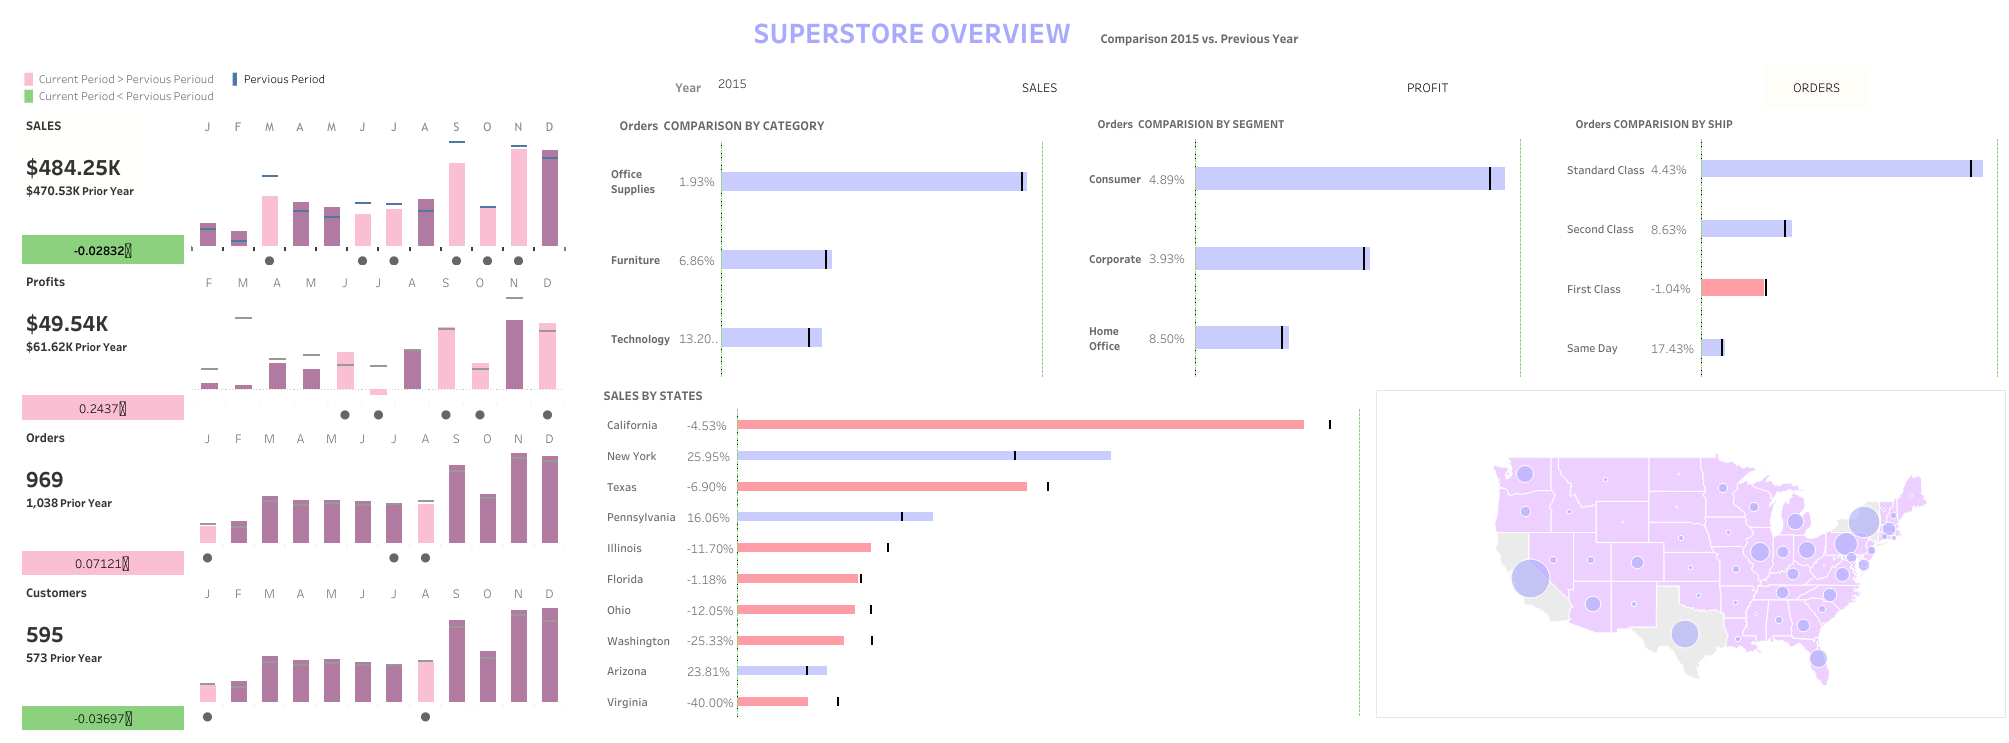 SUPERSTORE OVERVIEW Comparison 2015 vs. Previous Year
Current Period > Pervious Perioud
Pervious Period
Current Period < Pervious Perioud
Year 2015 SALES PROFIT ORDERS
SALES
J F M A M J J A S O N D
$484.25K
$470.53K Prior Year
-0.02832
Profits
F M A M J J A S O N D
$49.54K
$61.62K Prior Year
0.2437
Orders
J F M A M J J A S O N D
969
1,038 Prior Year
0.07121
Customers
J F M A M J J A S O N D
595
573 Prior Year
-0.03697
Orders COMPARISON BY CATEGORY
Office
Supplies
1.93%
Furniture 6.86%
Technology 13.20..
Orders COMPARISION BY SEGMENT
Consumer 4.89%
Corporate 3.93%
Home
Office
8.50%
Orders COMPARISION BY SHIP
Standard Class 4.43%
Second Class 8.63%
First Class -1.04%
Same Day 17.43%
SALES BY STATES
California -4.53%
New York 25.95%
Texas -6.90%
Pennsylvania 16.06%
Illinois -11.70%
Florida -1.18%
Ohio -12.05%
Washington -25.33%
Arizona 23.81%
Virginia -40.00%